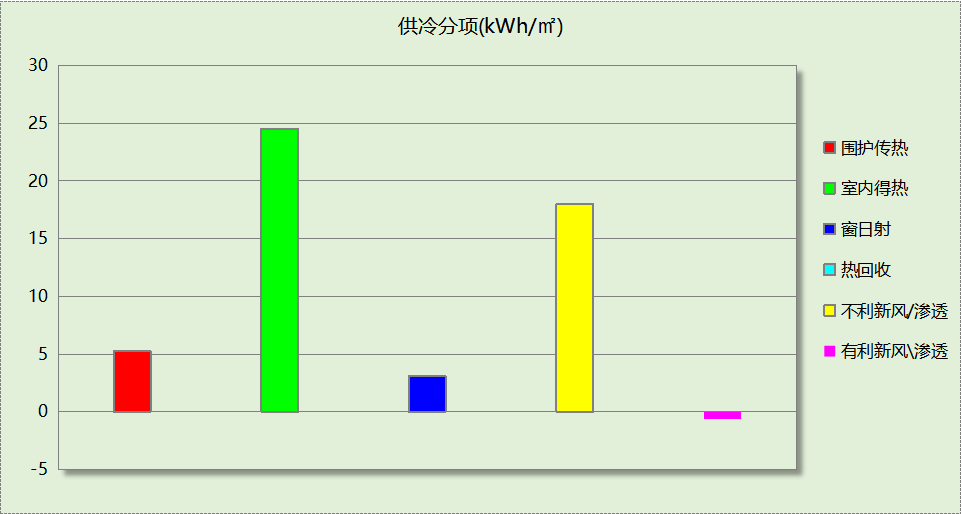 供冷分项(kWh/㎡)
30
25
20
15
10
5
0
-5
围护传热
室内得热
窗日射
热回收
不利新风/渗透
有利新风\渗透